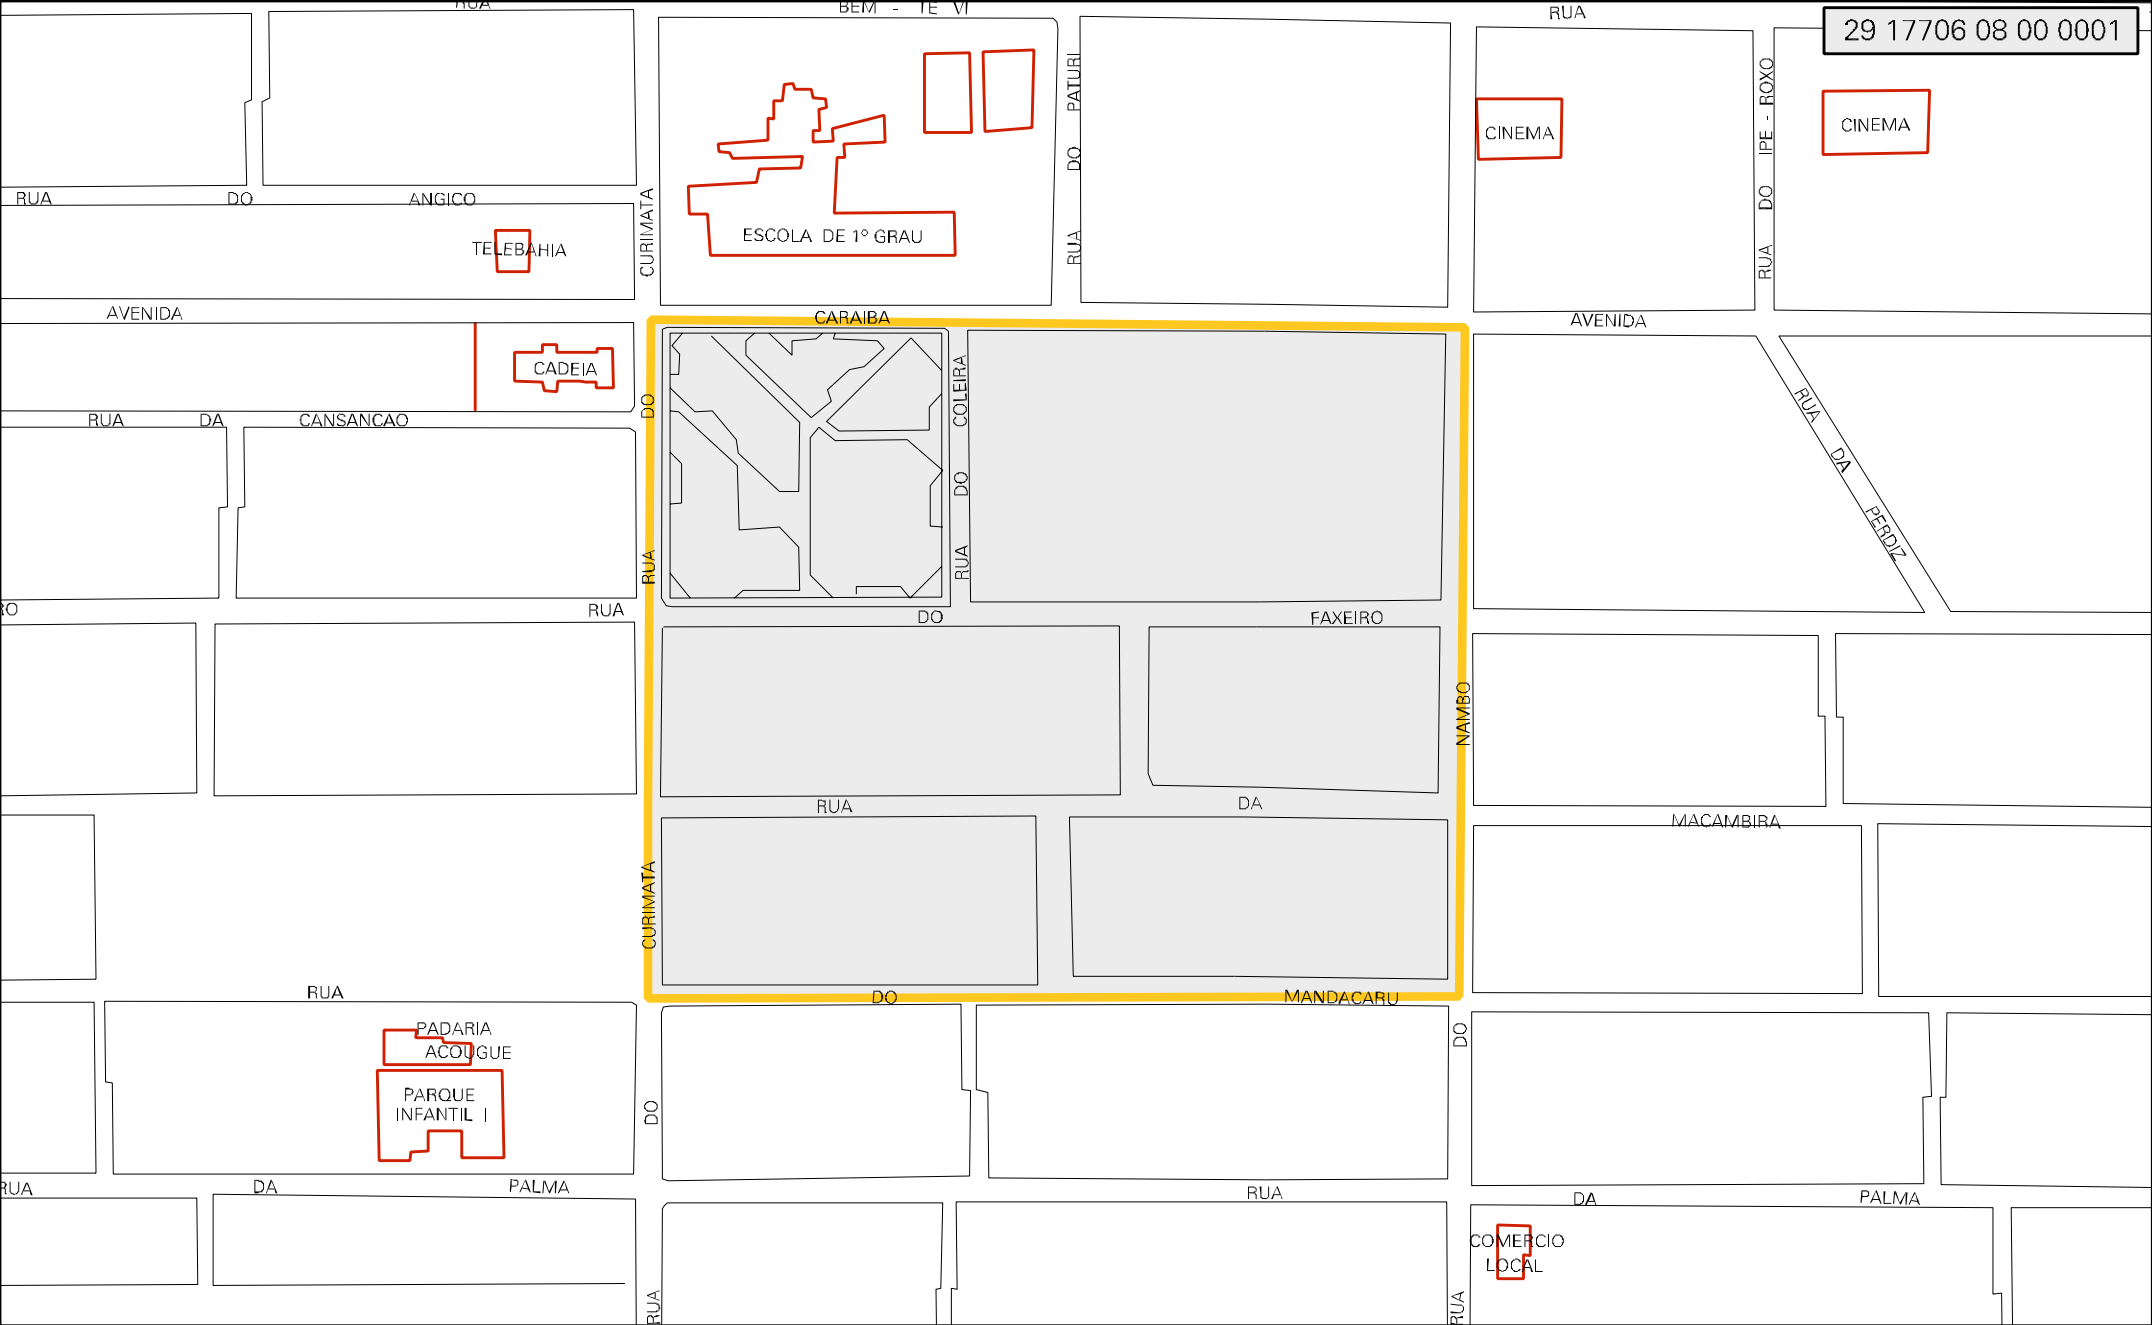 RUA
BEM - TE VI
RUA
29 17706 08 00 0001
RUA DO PATURI
RUA DO IPE - ROXO
CINEMA
CINEMA
RUA DO ANGICO
CURIMATA
TELEBAHIA
ESCOLA DE 1º GRAU
AVENIDA
CARAIBA
AVENIDA
CADEIA
RUA DO COLEIRA
RUA DO
RUA DA CANSANCAO
RUA DA PERDIZ
RO
RUA
DO
FAXEIRO
NAMBO
RUA
DA
MACAMBIRA
CURIMATA
RUA
DO
MANDACARU
PADARIA
ACOUGUE
PARQUE
INFANTIL I
DO
DO
RUA
DA
PALMA
RUA
DA
PALMA
COMERCIO
LOCAL
RUA
RUA